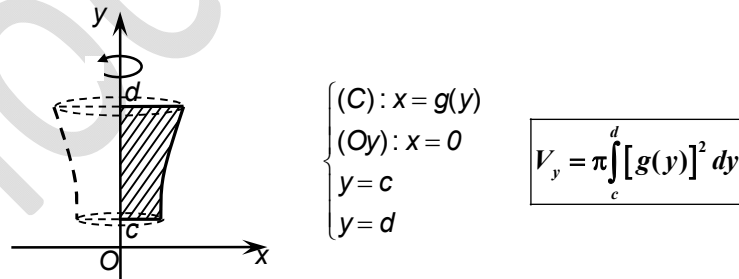 y
d
c
O
x
(C): x = g(y)
(Oy): x = 0
y = c
y = d
V_y = π∫_c^d [g(y)]² dy